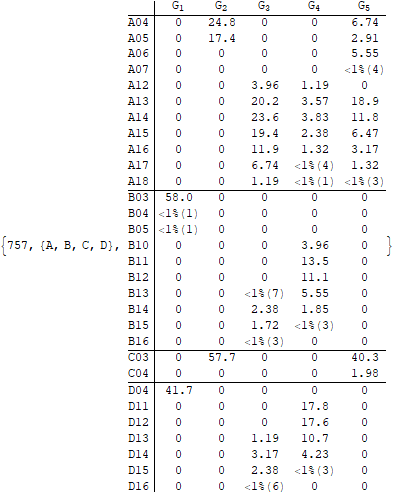 G1 G2 G3 G4 G5
A04 0 24.8 0 0 6.74
A05 0 17.4 0 0 2.91
A06 0 0 0 0 5.55
A07 0 0 0 0 <1%(4)
A12 0 0 3.96 1.19 0
A13 0 0 20.2 3.57 18.9
A14 0 0 23.6 3.83 11.8
A15 0 0 19.4 2.38 6.47
A16 0 0 11.9 1.32 3.17
A17 0 0 6.74 <1%(4) 1.32
A18 0 0 1.19 <1%(1) <1%(3)
B03 58.0 0 0 0 0
B04 <1%(1) 0 0 0 0
B05 <1%(1) 0 0 0 0
{757, {A, B, C, D}, B10 0 0 0 3.96 0 }
B11 0 0 0 13.5 0
B12 0 0 0 11.1 0
B13 0 0 <1%(7) 5.55 0
B14 0 0 2.38 1.85 0
B15 0 0 1.72 <1%(3) 0
B16 0 0 <1%(3) 0 0
C03 0 57.7 0 0 40.3
C04 0 0 0 0 1.98
D04 41.7 0 0 0 0
D11 0 0 0 17.8 0
D12 0 0 0 17.6 0
D13 0 0 1.19 10.7 0
D14 0 0 3.17 4.23 0
D15 0 0 2.38 <1%(3) 0
D16 0 0 <1%(6) 0 0